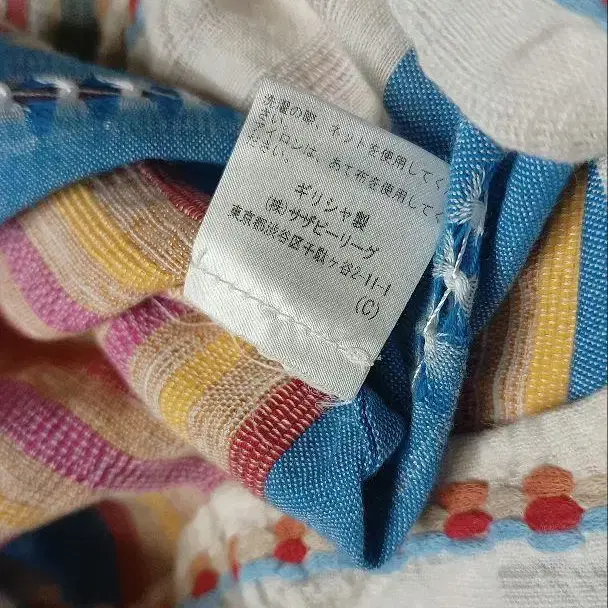 洗濯の際、ネットを使用してく
ださい。
アイロンは、あて布を使用してく
ださい。
ギリシャ製
(株)サザビーリーグ
東京都渋谷区千駄ヶ谷2-11-1
(C)